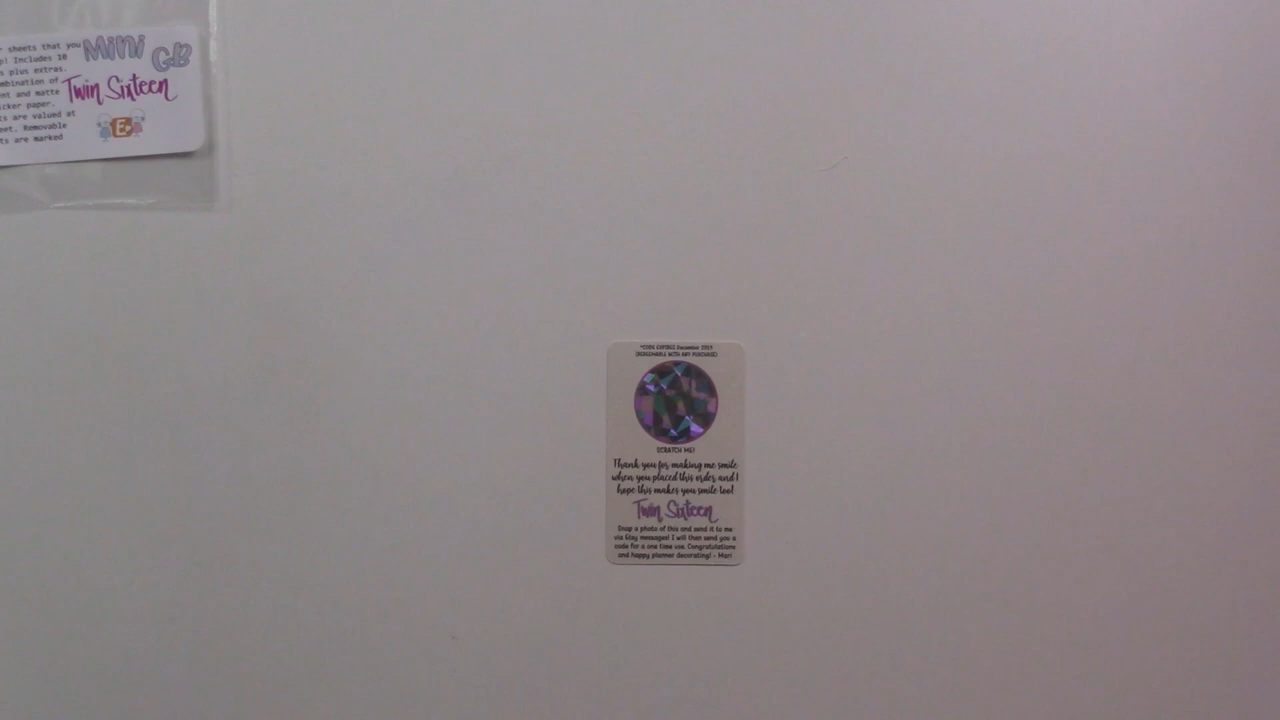 r sheets that you
p! Includes 10
s plus extras.
mbination of
nt and matte
icker paper.
ts are valued at
eet. Removable
ts are marked
Mini GB
Twin Sixteen
E
*CODE EXPIRES December 2019
(REDEEMABLE WITH ANY PURCHASE)
SCRATCH ME!
Thank you for making me smile
when you placed this order and I
hope this makes you smile too!
Twin Sixteen
Snap a photo of this and send it to me
via Etsy messages! I will then send you a
code for a one time use. Congratulations
and happy planner decorating! - Mari